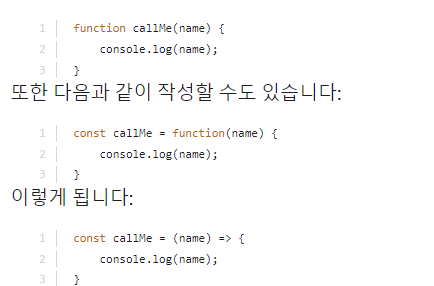 1 function callMe(name) {
2 console.log(name);
3 }
또한 다음과 같이 작성할 수도 있습니다:
1 const callMe = function(name) {
2 console.log(name);
3 }
이렇게 됩니다:
1 const callMe = (name) => {
2 console.log(name);
3 }